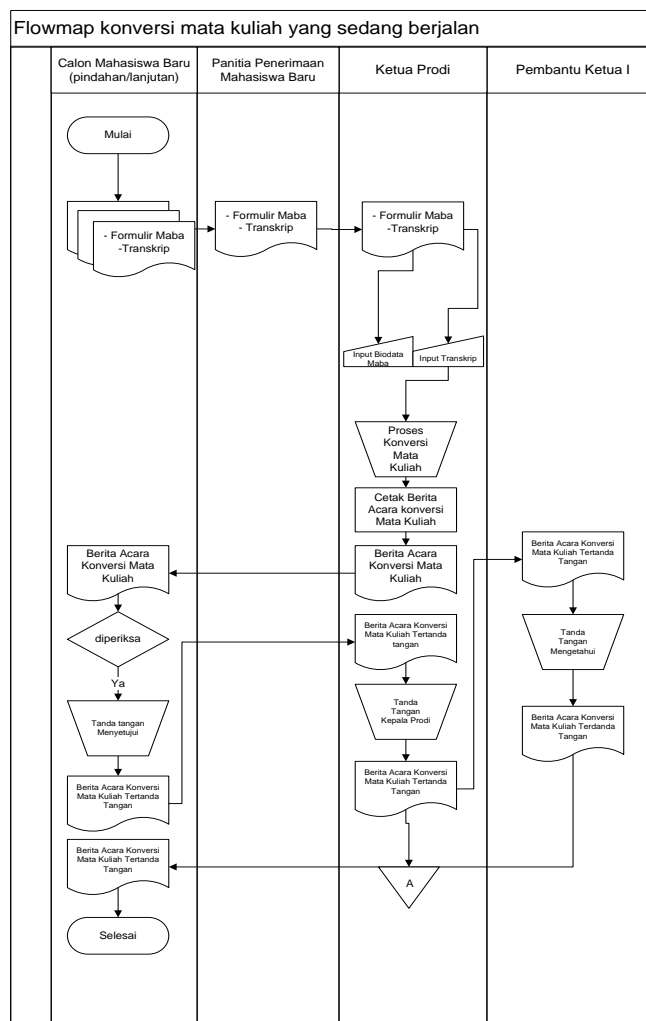 Flowmap konversi mata kuliah yang sedang berjalan
Calon Mahasiswa Baru
(pindahan/lanjutan)
Panitia Penerimaan
Mahasiswa Baru
Ketua Prodi
Pembantu Ketua I
Mulai
- Formulir Maba
-Transkrip
- Formulir Maba
- Transkrip
- Formulir Maba
-Transkrip
Input Biodata
Maba
Input Transkrip
Proses
Konversi
Mata
Kuliah
Cetak Berita
Acara konversi
Mata Kuliah
Berita Acara
Konversi Mata
Kuliah
Berita Acara
Konversi Mata
Kuliah
diperiksa
Ya
Tanda tangan
Menyetujui
Berita Acara Konversi
Mata Kuliah Tertanda
Tangan
Berita Acara Konversi
Mata Kuliah Tertanda
tangan
Tanda
Tangan
Kepala Prodi
Berita Acara Konversi
Mata Kuliah Tertanda
Tangan
Berita Acara Konversi
Mata Kuliah Tertanda
Tangan
Tanda
Tangan
Mengetahui
Berita Acara Konversi
Mata Kuliah Terdanda
Tangan
Berita Acara Konversi
Mata Kuliah Tertanda
Tangan
A
Selesai